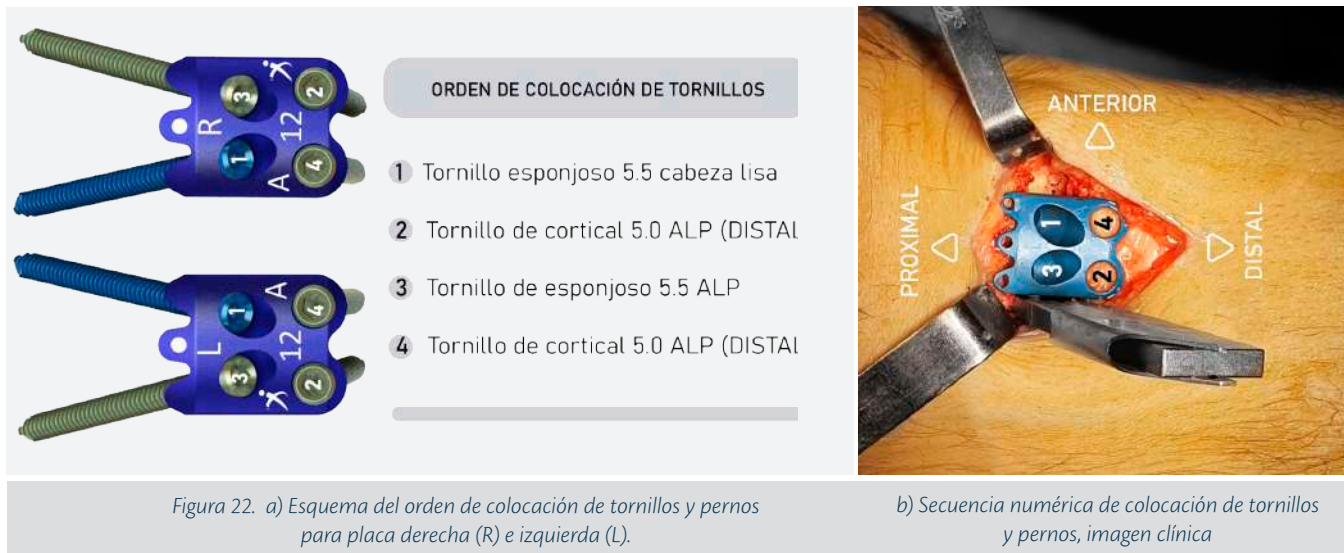 3
2
R
12
1
A
4
1
A
4
L
12
3
2
ORDEN DE COLOCACIÓN DE TORNILLOS
1 Tornillo esponjoso 5.5 cabeza lisa
2 Tornillo de cortical 5.0 ALP (DISTAL
3 Tornillo de esponjoso 5.5 ALP
4 Tornillo de cortical 5.0 ALP (DISTAL
ANTERIOR
PROXIMAL
DISTAL
1
4
3
2
Figura 22. a) Esquema del orden de colocación de tornillos y pernos
para placa derecha (R) e izquierda (L).
b) Secuencia numérica de colocación de tornillos
y pernos, imagen clínica